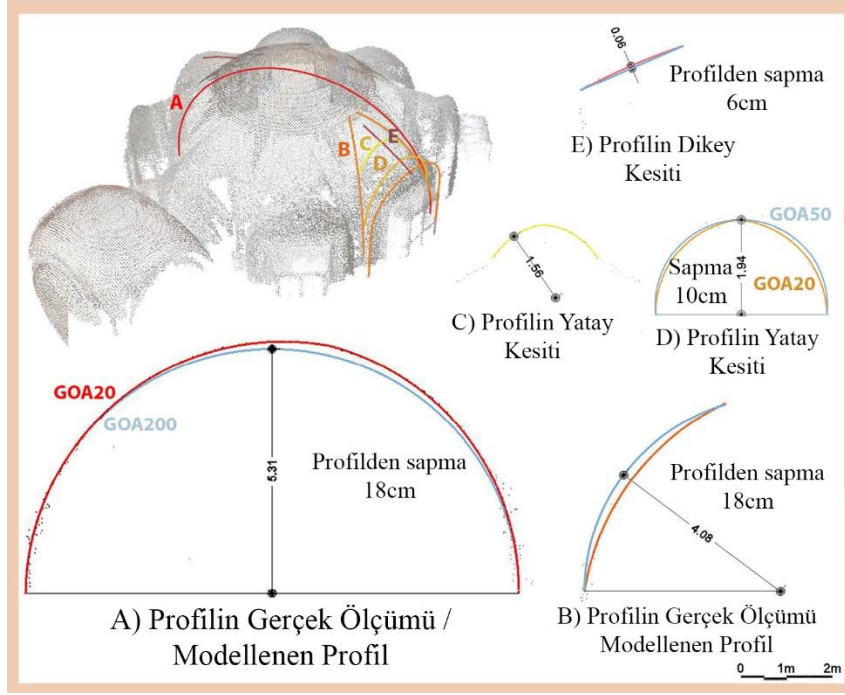 A
B
C
D
E
0.06
Profilden sapma
6cm
E) Profilin Dikey
Kesiti
1.56
C) Profilin Yatay
Kesiti
GOA50
Sapma
10cm
1.94
GOA20
D) Profilin Yatay
Kesiti
GOA20
GOA200
5.31
Profilden sapma
18cm
A) Profilin Gerçek Ölçümü /
Modellenen Profil
Profilden sapma
18cm
4.08
B) Profilin Gerçek Ölçümü
Modellenen Profil
0 1m 2m